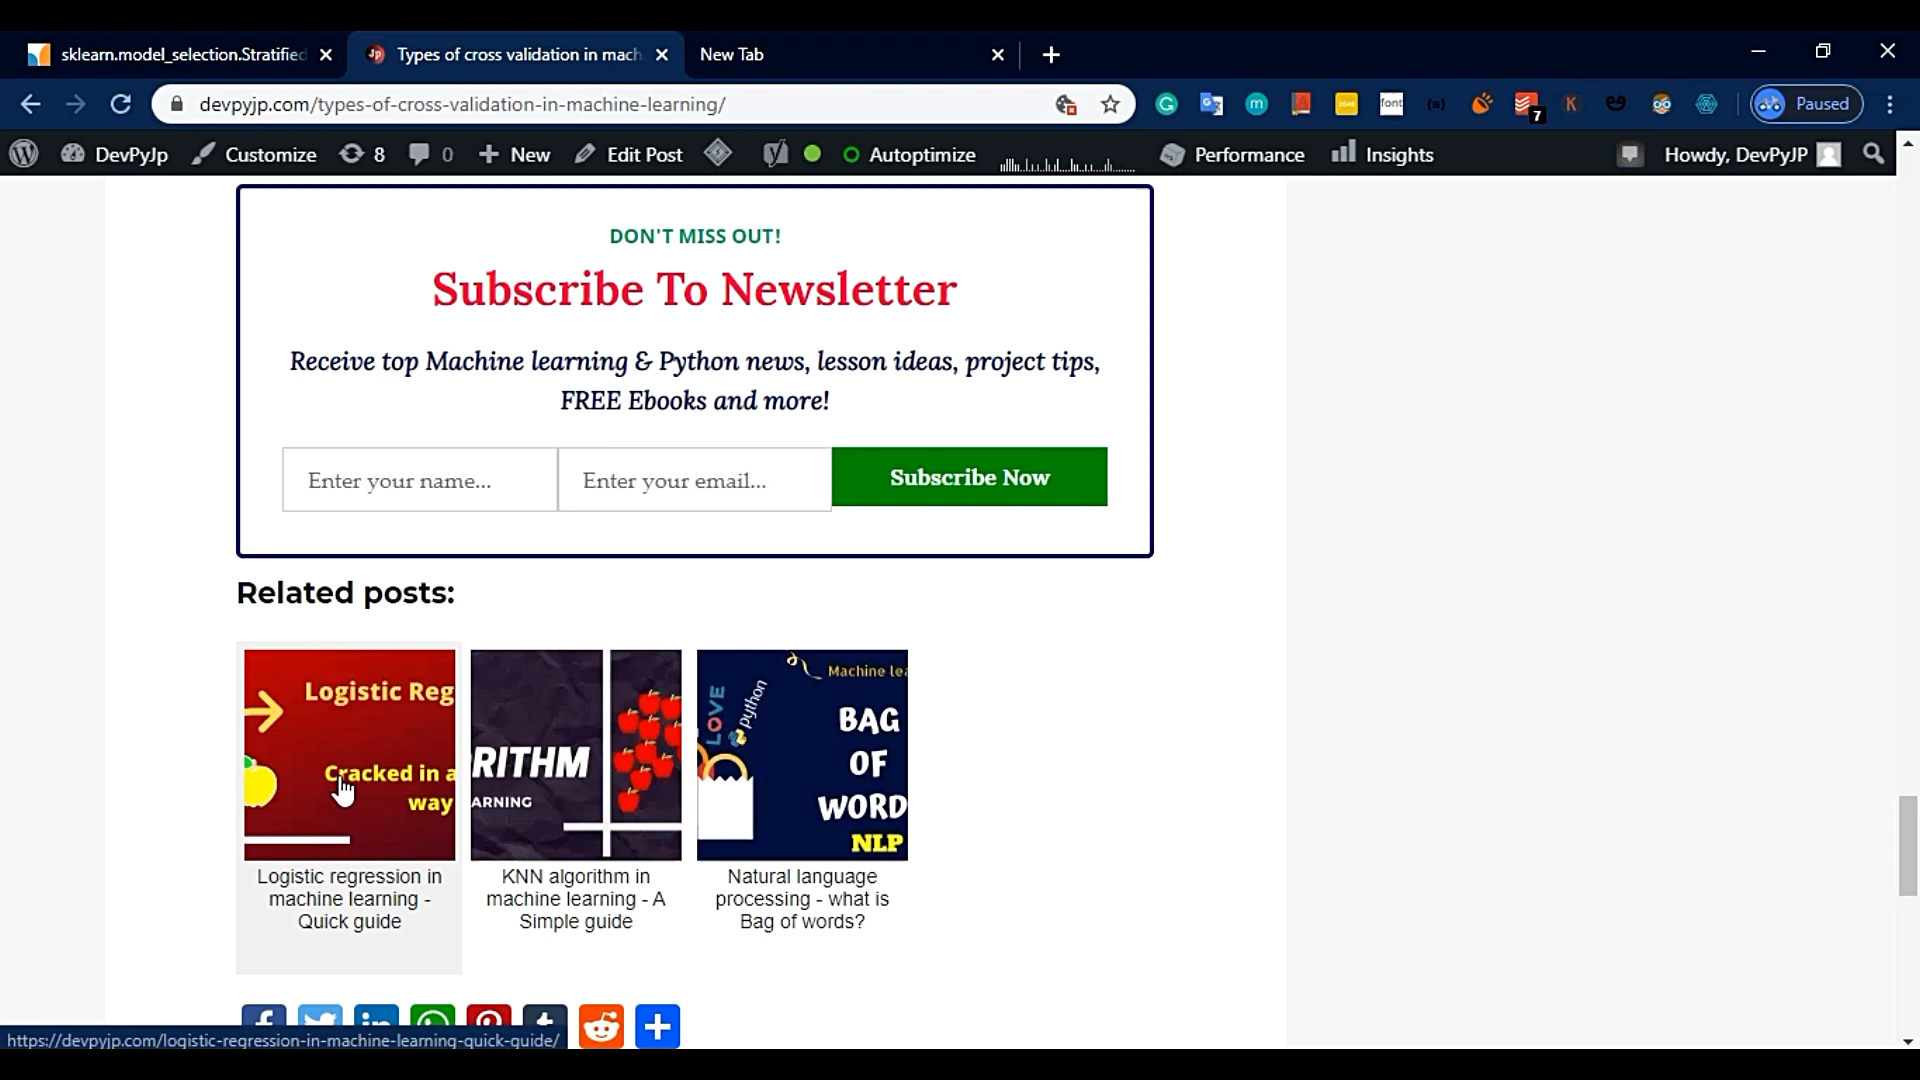 sklearn.model_selection.Stratified
Types of cross validation in mach
New Tab
devpyjp.com/types-of-cross-validation-in-machine-learning/
font
7
K
Paused
DevPyJp
Customize
8
0
New
Edit Post
Autoptimize
Performance
Insights
Howdy, DevPyJP
DON'T MISS OUT!
Subscribe To Newsletter
Receive top Machine learning & Python news, lesson ideas, project tips,
FREE Ebooks and more!
Enter your name...
Enter your email...
Subscribe Now
Related posts:
Logistic Reg
Cracked in a
way
RITHM
ARNING
LOVE
python
Machine lea
BAG
OF
WORD
NLP
Logistic regression in
machine learning -
Quick guide
KNN algorithm in
machine learning - A
Simple guide
Natural language
processing - what is
Bag of words?
https://devpyjp.com/logistic-regression-in-machine-learning-quick-guide/